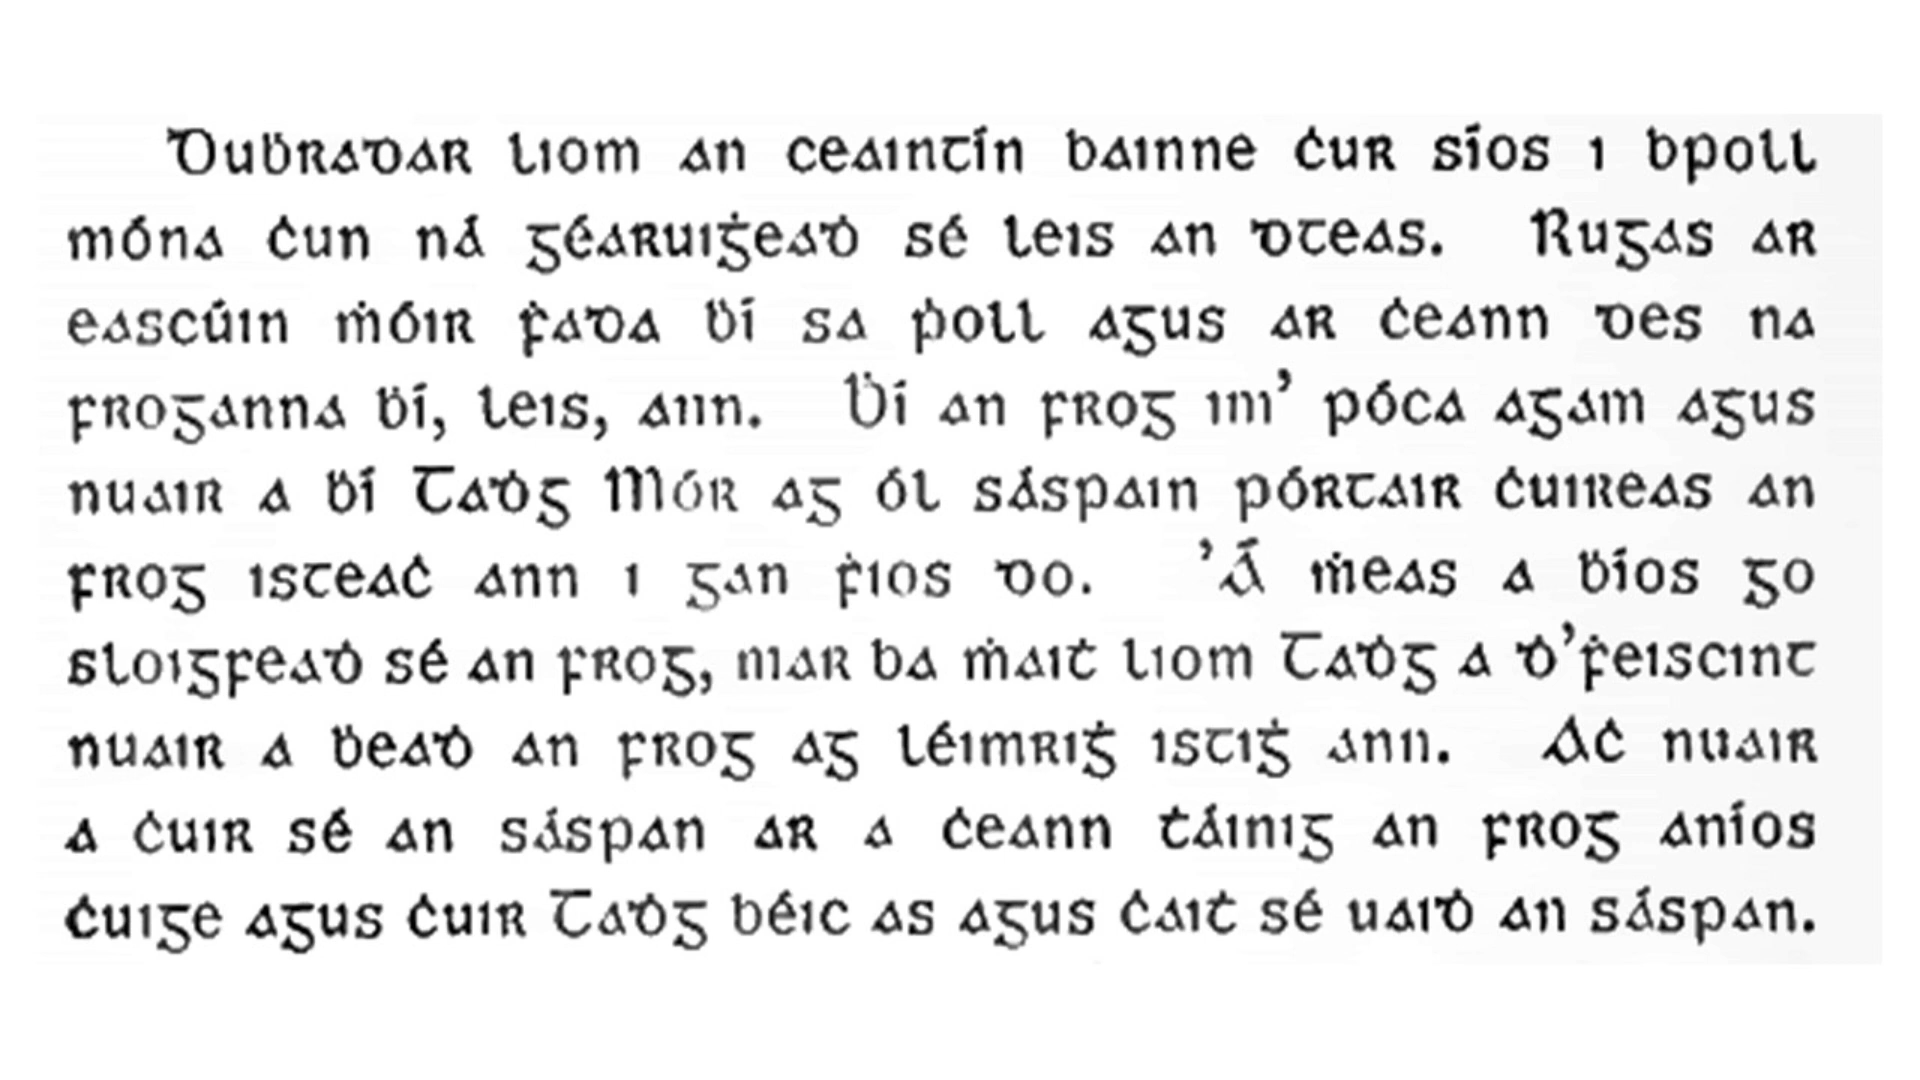 Duḃradar liom an ceaintín bainne ċur síos i bpoll
móna ċun ná géaruiġeaḋ sé leis an dteas. Rugas ar
eascúin ṁóir ḟada ḃí sa ṗoll agus ar ċeann des na
froganna ḃí, leis, ann. Ḃí an frog im’ póca agam agus
nuair a ḃí Taḋg Mór ag ól sáspain pórtair ċuireas an
frog isteaċ ann i gan ḟios do. ’Á ṁeas a ḃíos go
sloigfeaḋ sé an frog, mar ba ṁaiṫ liom Taḋg a ḋ’ḟeiscint
nuair a ḃeaḋ an frog ag léimriġ istiġ ann. Aċ nuair
a ċuir sé an sáspan ar a ċeann ṫáinig an frog aníos
ċuige agus ċuir Taḋg béic as agus ċaiṫ sé uaiḋ an sáspan.